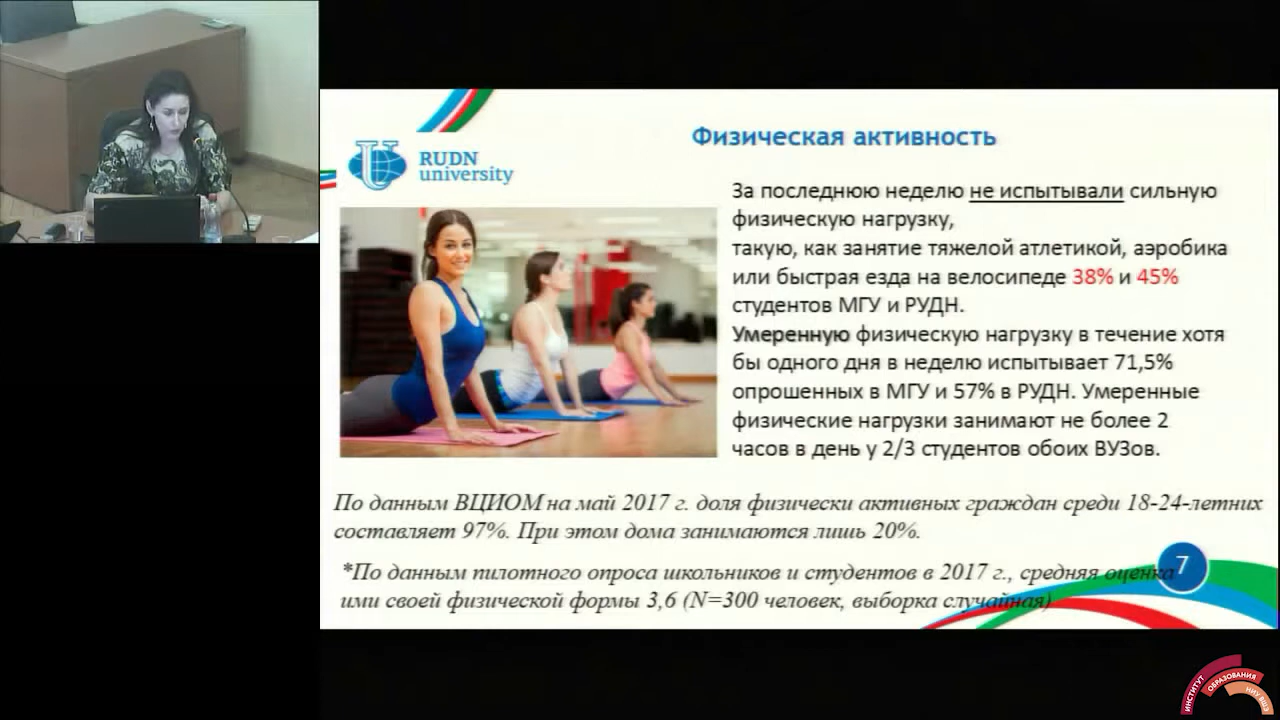 Физическая активность
RUDN
university
За последнюю неделю не испытывали сильную
физическую нагрузку,
такую, как занятие тяжелой атлетикой, аэробика
или быстрая езда на велосипеде 38% и 45%
студентов МГУ и РУДН.
Умеренную физическую нагрузку в течение хотя
бы одного дня в неделю испытывает 71,5%
опрошенных в МГУ и 57% в РУДН. Умеренные
физические нагрузки занимают не более 2
часов в день у 2/3 студентов обоих ВУЗов.
По данным ВЦИОМ на май 2017 г. доля физически активных граждан среди 18-24-летних
составляет 97%. При этом дома занимаются лишь 20%.
*По данным пилотного опроса школьников и студентов в 2017 г., средняя оценка
ими своей физической формы 3,6 (N=300 человек, выборка случайная)
7
ИНСТИТУТ
ОБРАЗОВАНИЯ
НИУ ВШЭ